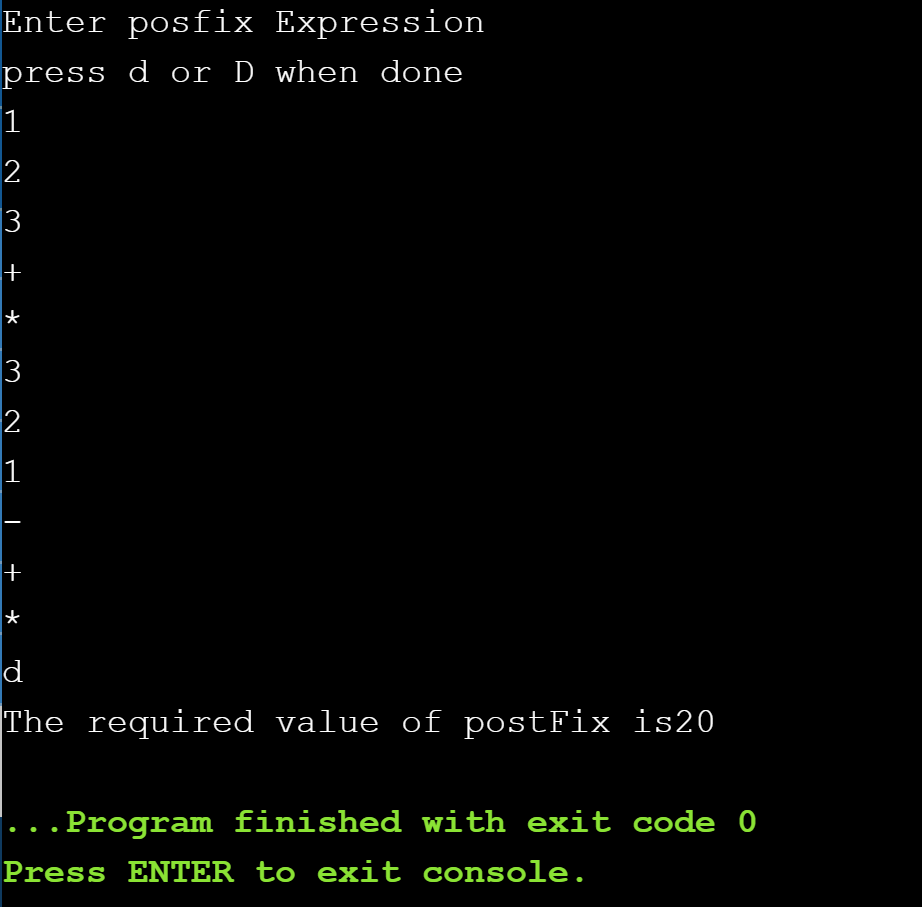 Enter posfix Expression
press d or D when done
1
2
3
+
*
3
2
1
-
+
*
d
The required value of postFix is20
...Program finished with exit code 0
Press ENTER to exit console.